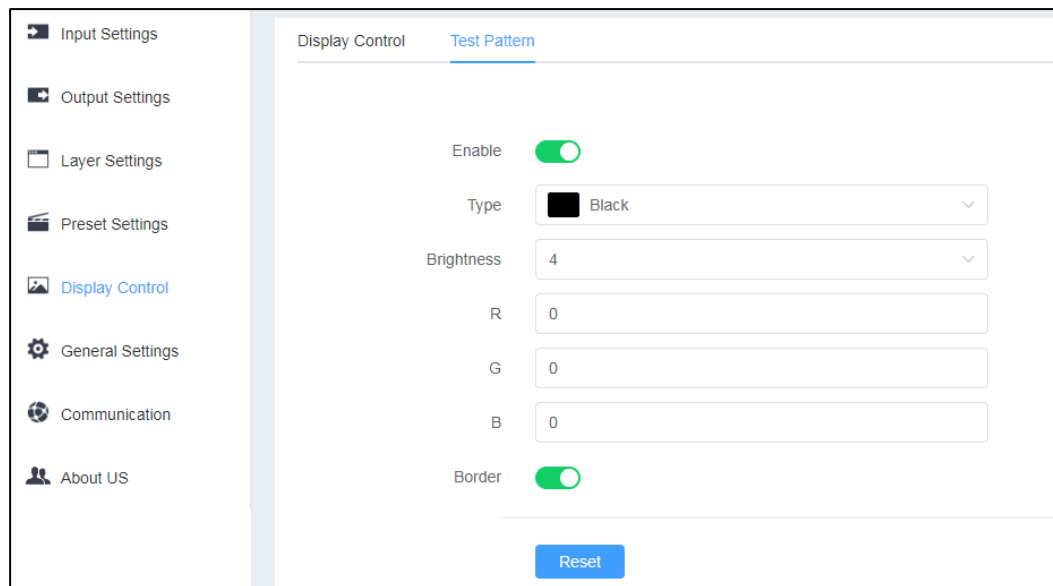 Input Settings
Output Settings
Layer Settings
Preset Settings
Display Control
General Settings
Communication
About US
Display Control Test Pattern
Enable
Type Black
Brightness 4
R 0
G 0
B 0
Border
Reset